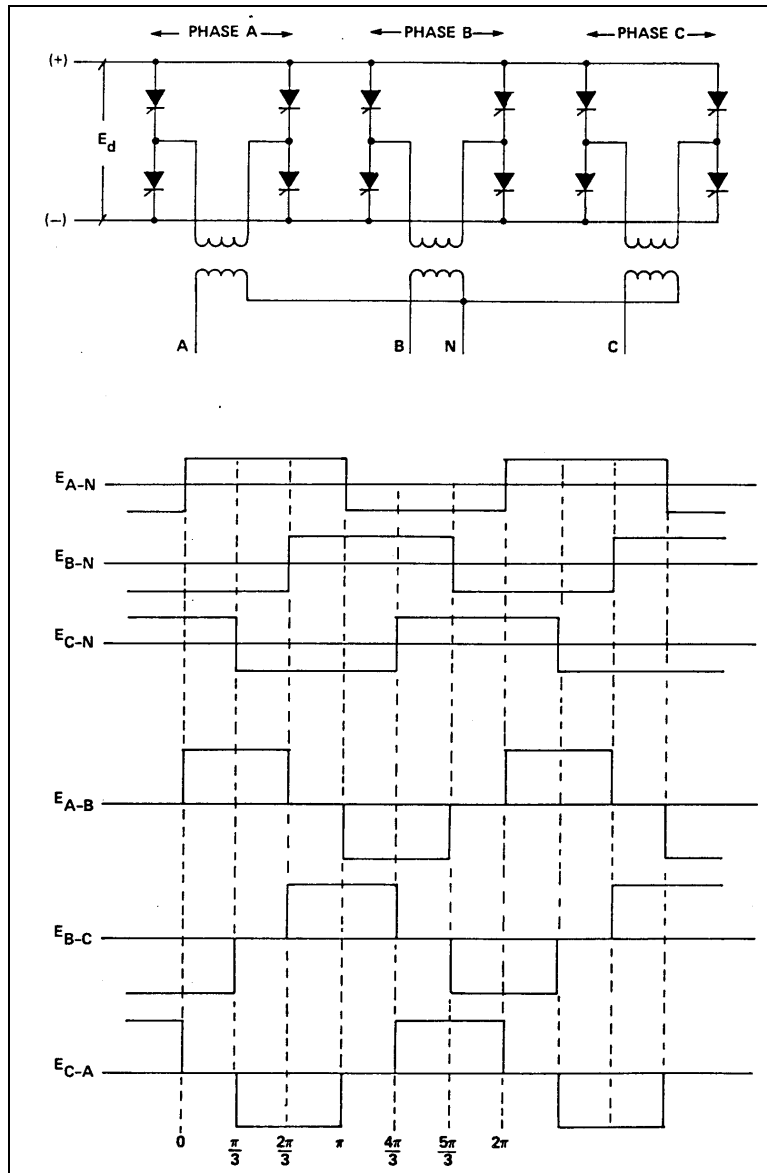 PHASE A PHASE B PHASE C
(+)
E_d
(−)
A B N C
E_A–N
E_B–N
E_C–N
E_A–B
E_B–C
E_C–A
0 π/3 2π/3 π 4π/3 5π/3 2π